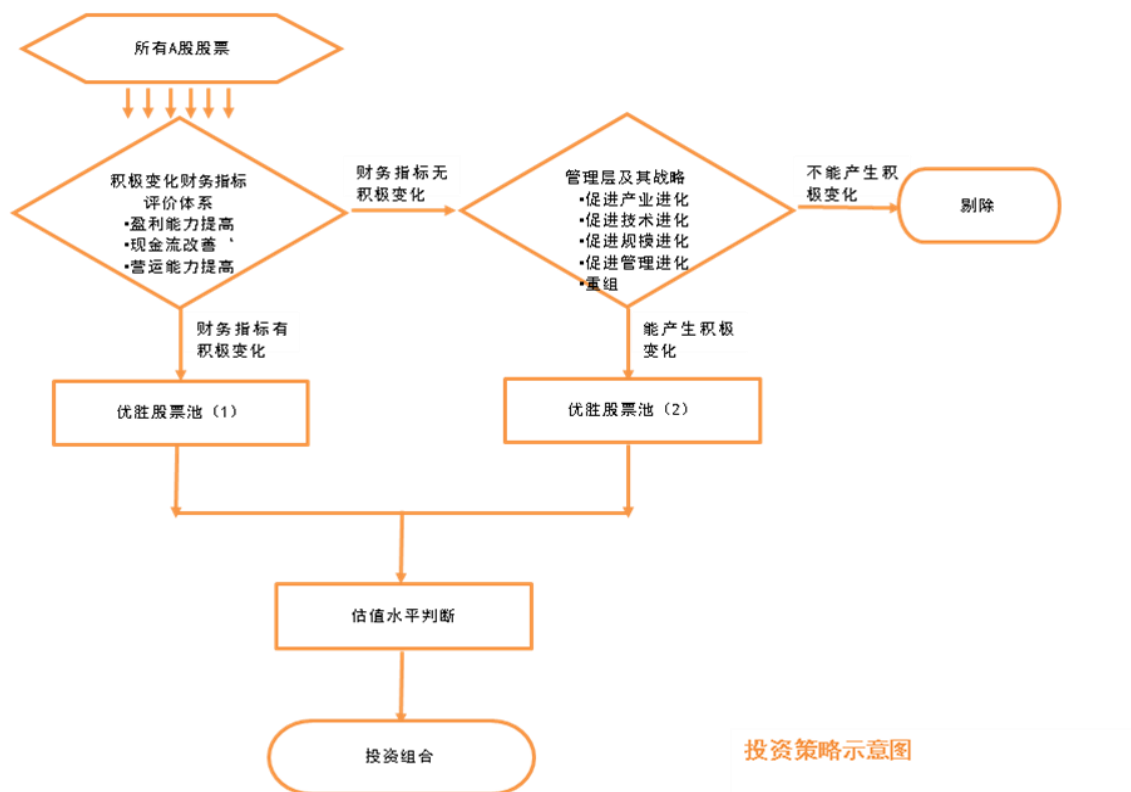 所有A股股票
积极变化财务指标
评价体系
▪盈利能力提高
▪现金流改善、
▪营运能力提高
财务指标无
积极变化
管理层及其战略
▪促进产业进化
▪促进技术进化
▪促进规模进化
▪促进管理进化
▪重组
不能产生积
极变化
剔除
财务指标有
积极变化
能产生积极
变化
优胜股票池（1）
优胜股票池（2）
估值水平判断
投资组合
投资策略示意图